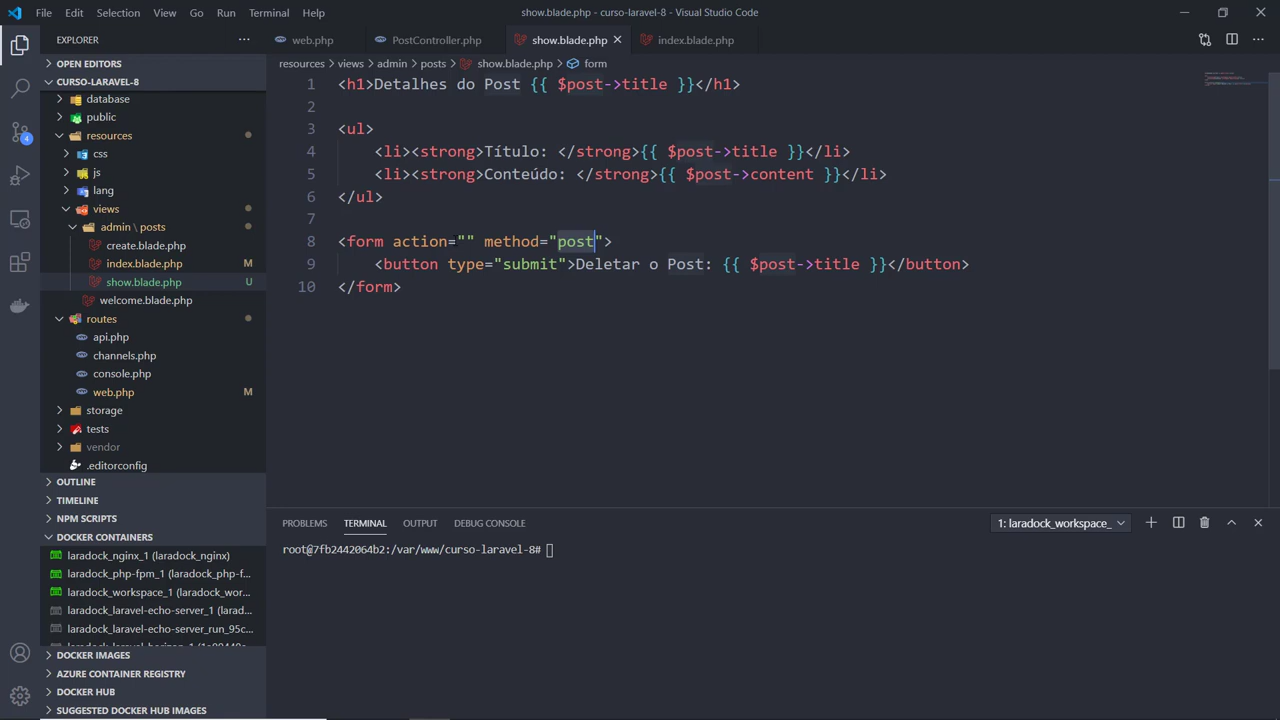 File Edit Selection View Go Run Terminal Help
show.blade.php - curso-laravel-8 - Visual Studio Code
EXPLORER
OPEN EDITORS
CURSO-LARAVEL-8
database
public
resources
css
js
lang
views
admin \ posts
create.blade.php
index.blade.php M
show.blade.php U
welcome.blade.php
routes
api.php
channels.php
console.php
web.php M
storage
tests
vendor
.editorconfig
OUTLINE
TIMELINE
NPM SCRIPTS
DOCKER CONTAINERS
laradock_nginx_1 (laradock_nginx)
laradock_php-fpm_1 (laradock_php-f...
laradock_workspace_1 (laradock_wor...
laradock_laravel-echo-server_1 (larad...
laradock_laravel-echo-server_run_95c...
DOCKER IMAGES
AZURE CONTAINER REGISTRY
DOCKER HUB
SUGGESTED DOCKER HUB IMAGES
4
web.php PostController.php show.blade.php index.blade.php
resources > views > admin > posts > show.blade.php > form
1 <h1>Detalhes do Post {{ $post->title }}</h1>
2
3 <ul>
4 <li><strong>Título: </strong>{{ $post->title }}</li>
5 <li><strong>Conteúdo: </strong>{{ $post->content }}</li>
6 </ul>
7
8 <form action="" method="post">
9 <button type="submit">Deletar o Post: {{ $post->title }}</button>
10 </form>
PROBLEMS TERMINAL OUTPUT DEBUG CONSOLE
1: laradock_workspace_
root@7fb2442064b2:/var/www/curso-laravel-8#